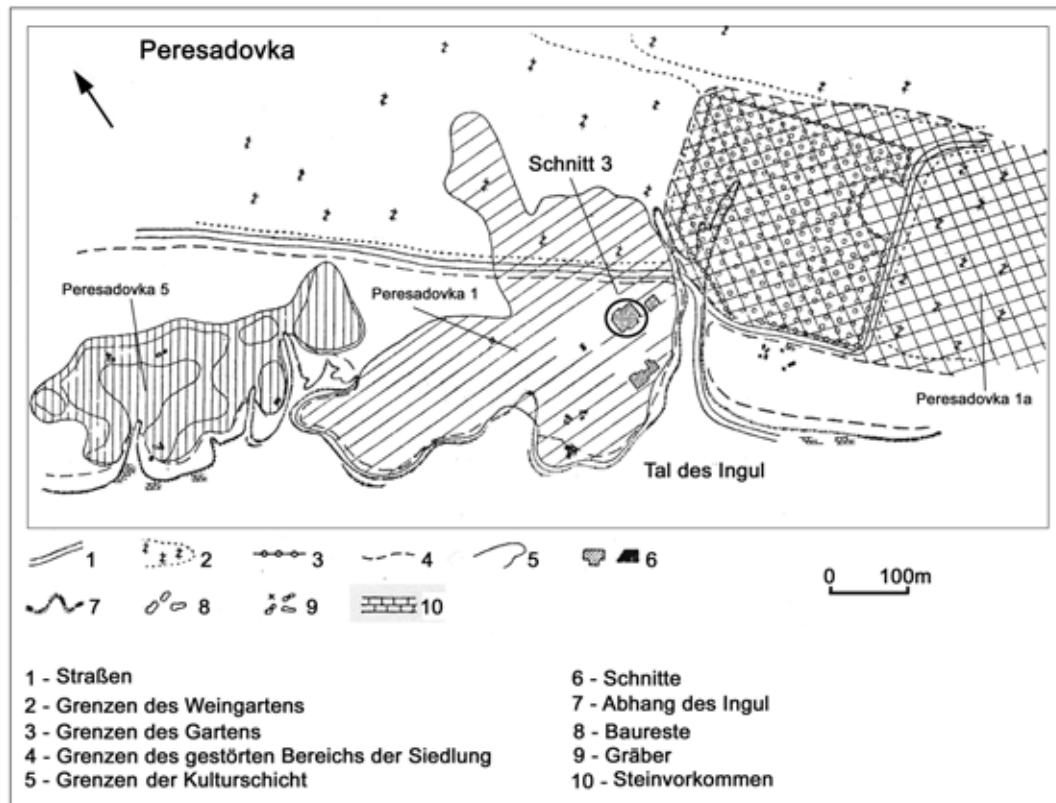 Peresadovka
Schnitt 3
Peresadovka 5
Peresadovka 1
Peresadovka 1a
Tal des Ingul
1 2 3 4 5 6
7 8 9 10
0 100m
1 - Straßen
2 - Grenzen des Weingartens
3 - Grenzen des Gartens
4 - Grenzen des gestörten Bereichs der Siedlung
5 - Grenzen der Kulturschicht
6 - Schnitte
7 - Abhang des Ingul
8 - Baureste
9 - Gräber
10 - Steinvorkommen